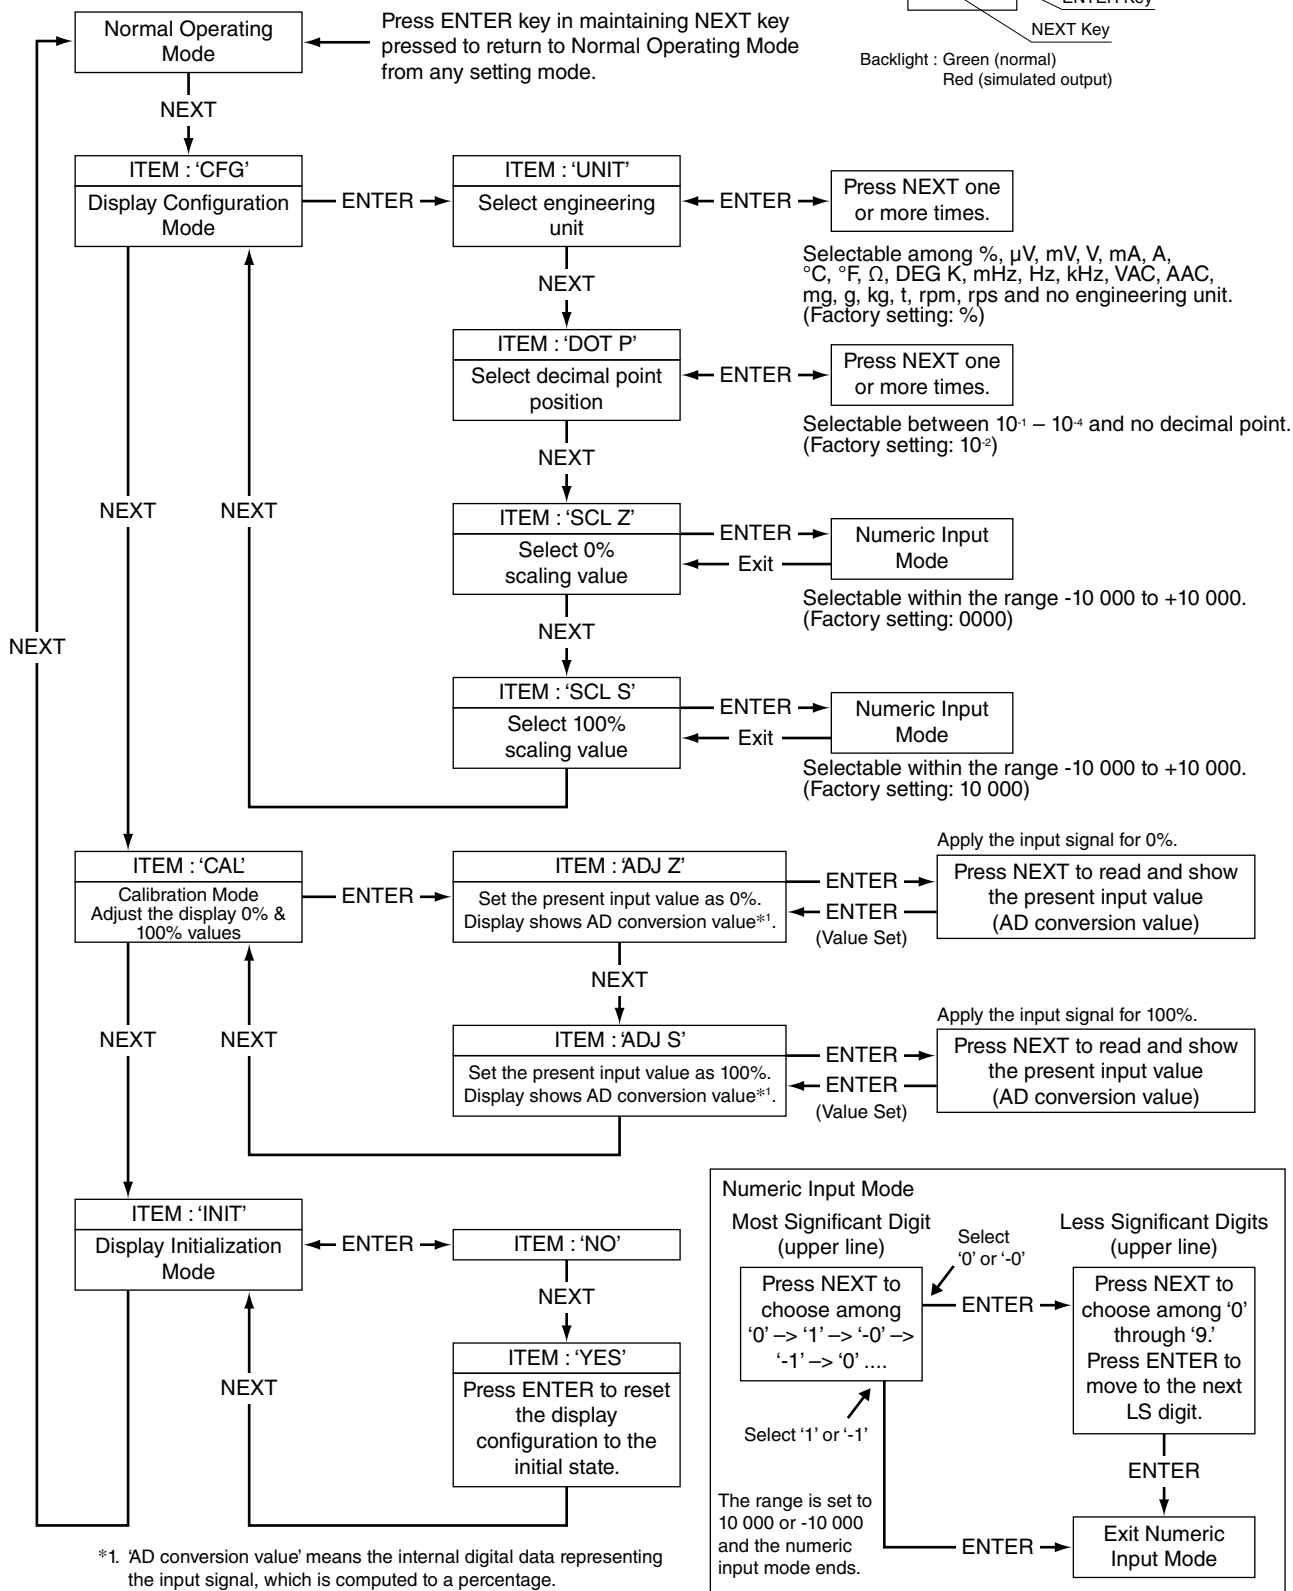 ENTER Key
NEXT Key
Backlight : Green (normal)
Red (simulated output)
Normal Operating
Mode
Press ENTER key in maintaining NEXT key
pressed to return to Normal Operating Mode
from any setting mode.
NEXT
ITEM : ‘CFG’
Display Configuration
Mode
ENTER
ITEM : ‘UNIT’
Select engineering
unit
ENTER
Press NEXT one
or more times.
Selectable among %, µV, mV, V, mA, A,
°C, °F, Ω, DEG K, mHz, Hz, kHz, VAC, AAC,
mg, g, kg, t, rpm, rps and no engineering unit.
(Factory setting: %)
NEXT
ITEM : ‘DOT P’
Select decimal point
position
ENTER
Press NEXT one
or more times.
Selectable between 10-1 – 10-4 and no decimal point.
(Factory setting: 10-2)
NEXT
NEXT
NEXT
ITEM : ‘SCL Z’
Select 0%
scaling value
ENTER
Exit
Numeric Input
Mode
Selectable within the range -10 000 to +10 000.
(Factory setting: 0000)
NEXT
NEXT
ITEM : ‘SCL S’
Select 100%
scaling value
ENTER
Exit
Numeric Input
Mode
Selectable within the range -10 000 to +10 000.
(Factory setting: 10 000)
ITEM : ‘CAL’
Calibration Mode
Adjust the display 0% &
100% values
ENTER
ITEM : ‘ADJ Z’
Set the present input value as 0%.
Display shows AD conversion value*1.
ENTER
ENTER
(Value Set)
Apply the input signal for 0%.
Press NEXT to read and show
the present input value
(AD conversion value)
NEXT
NEXT
NEXT
ITEM : ‘ADJ S’
Set the present input value as 100%.
Display shows AD conversion value*1.
ENTER
ENTER
(Value Set)
Apply the input signal for 100%.
Press NEXT to read and show
the present input value
(AD conversion value)
ITEM : ‘INIT’
Display Initialization
Mode
ENTER
ITEM : ‘NO’
NEXT
NEXT
ITEM : ‘YES’
Press ENTER to reset
the display
configuration to the
initial state.
Numeric Input Mode
Most Significant Digit
(upper line)
Select
‘0’ or ‘-0’
Less Significant Digits
(upper line)
Press NEXT to
choose among
‘0’ –> ‘1’ –> ‘-0’ –>
‘-1’ –> ‘0’ ....
ENTER
Press NEXT to
choose among ‘0’
through ‘9.’
Press ENTER to
move to the next
LS digit.
Select ‘1’ or ‘-1’
ENTER
The range is set to
10 000 or -10 000
and the numeric
input mode ends.
ENTER
Exit Numeric
Input Mode
*1. ‘AD conversion value’ means the internal digital data representing
the input signal, which is computed to a percentage.